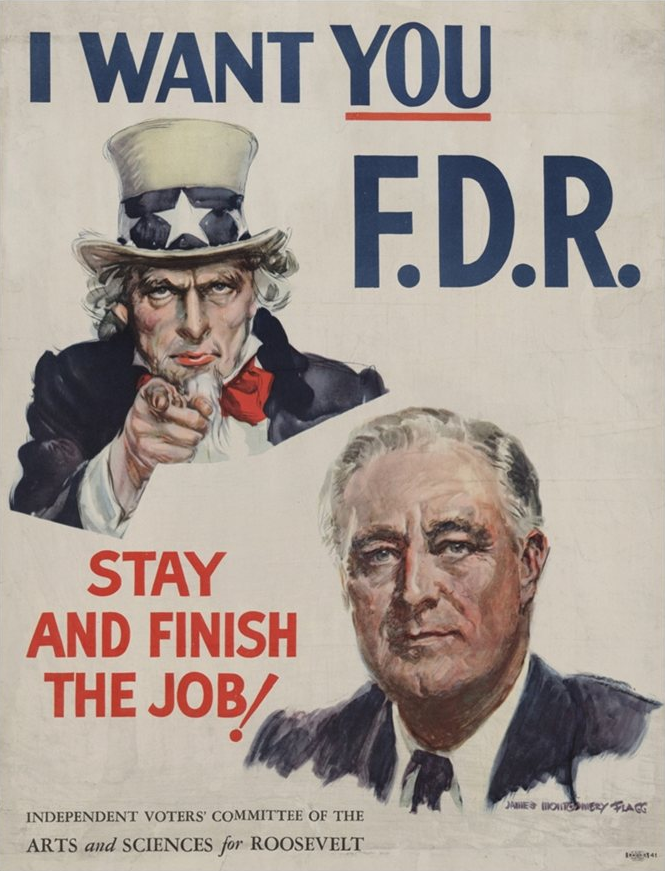 I WANT YOU
F.D.R.
STAY
AND FINISH
THE JOB!
JAMES MONTGOMERY FLAGG
INDEPENDENT VOTERS' COMMITTEE OF THE
ARTS and SCIENCES for ROOSEVELT